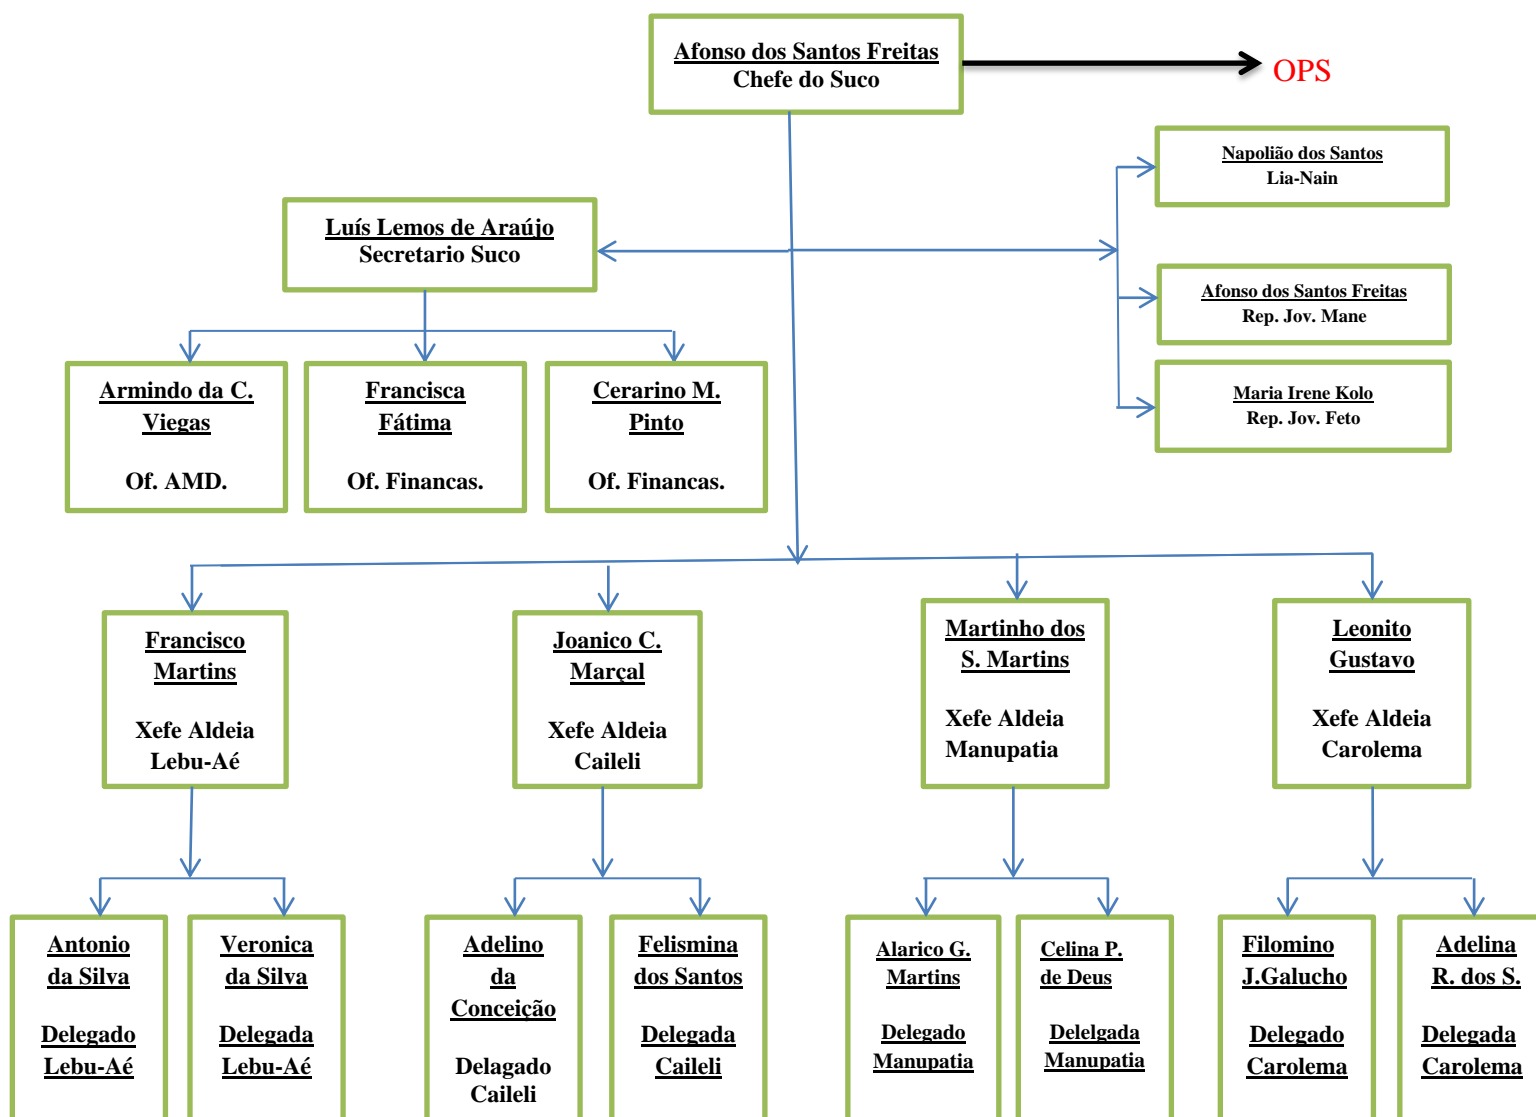 Afonso dos Santos Freitas
Chefe do Suco
OPS
Napolião dos Santos
Lia-Nain
Luís Lemos de Araújo
Secretario Suco
Afonso dos Santos Freitas
Rep. Jov. Mane
Maria Irene Kolo
Rep. Jov. Feto
Armindo da C.
Viegas
Of. AMD.
Francisca
Fátima
Of. Financas.
Cerarino M.
Pinto
Of. Financas.
Francisco
Martins
Xefe Aldeia
Lebu-Aé
Joanico C.
Marçal
Xefe Aldeia
Caileli
Martinho dos
S. Martins
Xefe Aldeia
Manupatia
Leonito
Gustavo
Xefe Aldeia
Carolema
Antonio
da Silva
Delegado
Lebu-Aé
Veronica
da Silva
Delegada
Lebu-Aé
Adelino
da
Conceição
Delagado
Caileli
Felismina
dos Santos
Delegada
Caileli
Alarico G.
Martins
Delegado
Manupatia
Celina P.
de Deus
Delelgada
Manupatia
Filomino
J.Galucho
Delegado
Carolema
Adelina
R. dos S.
Delegada
Carolema